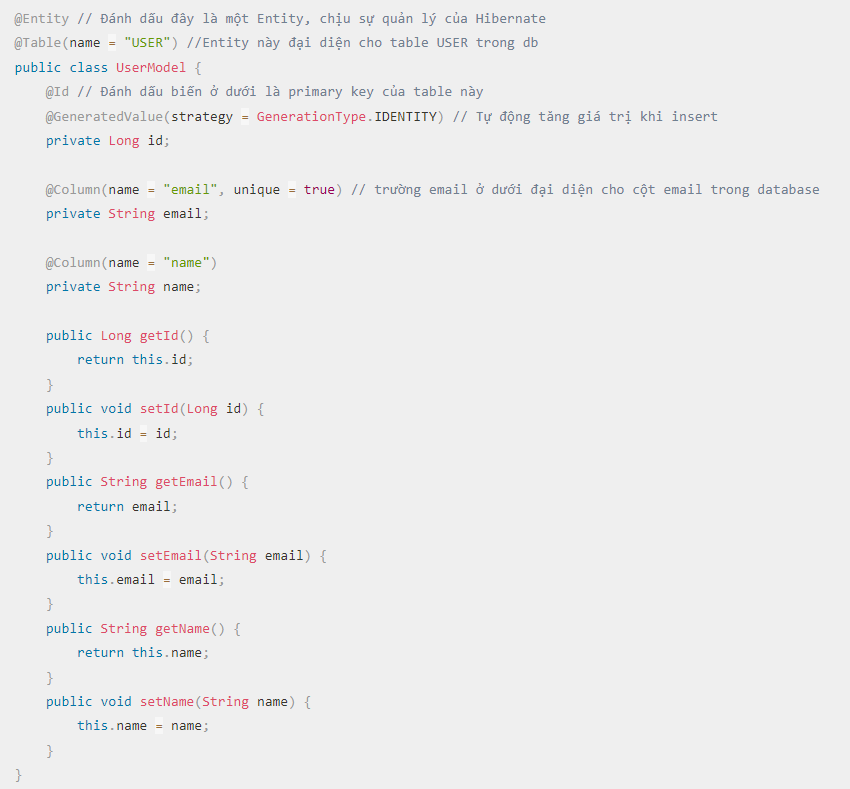 @Entity // Đánh dấu đây là một Entity, chịu sự quản lý của Hibernate
@Table(name = "USER") //Entity này đại diện cho table USER trong db
public class UserModel {
    @Id // Đánh dấu biến ở dưới là primary key của table này
    @GeneratedValue(strategy = GenerationType.IDENTITY) // Tự động tăng giá trị khi insert
    private Long id;

    @Column(name = "email", unique = true) // trường email ở dưới đại diện cho cột email trong database
    private String email;

    @Column(name = "name")
    private String name;

    public Long getId() {
        return this.id;
    }
    public void setId(Long id) {
        this.id = id;
    }
    public String getEmail() {
        return email;
    }
    public void setEmail(String email) {
        this.email = email;
    }
    public String getName() {
        return this.name;
    }
    public void setName(String name) {
        this.name = name;
    }
}